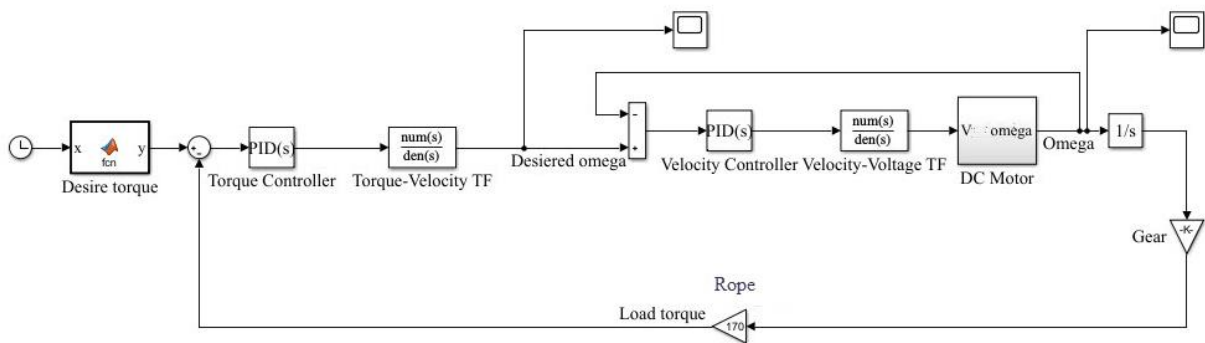 x
fcn
y
Desire torque
+
-
PID(s)
Torque Controller
num(s)
den(s)
Torque-Velocity TF
Desiered omega
-
+
PID(s)
Velocity Controller
num(s)
den(s)
Velocity-Voltage TF
V
omega
DC Motor
Omega
1/s
-K-
Gear
Rope
Load torque
170